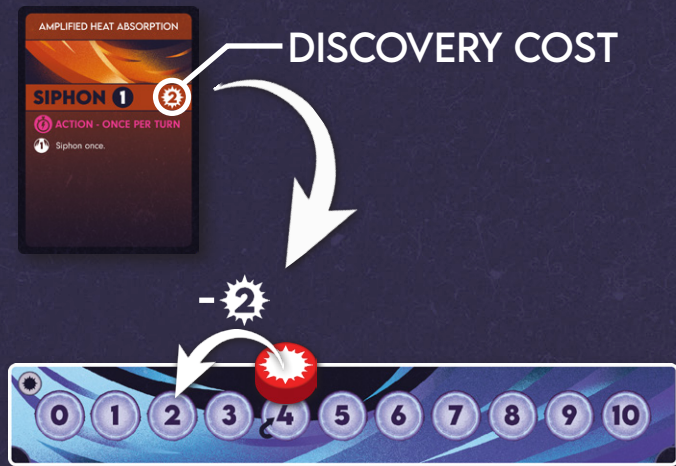 AMPLIFIED HEAT ABSORPTION
DISCOVERY COST
SIPHON 1 2
ACTION - ONCE PER TURN
1 Siphon once.
-2
0 1 2 3 4 5 6 7 8 9 10